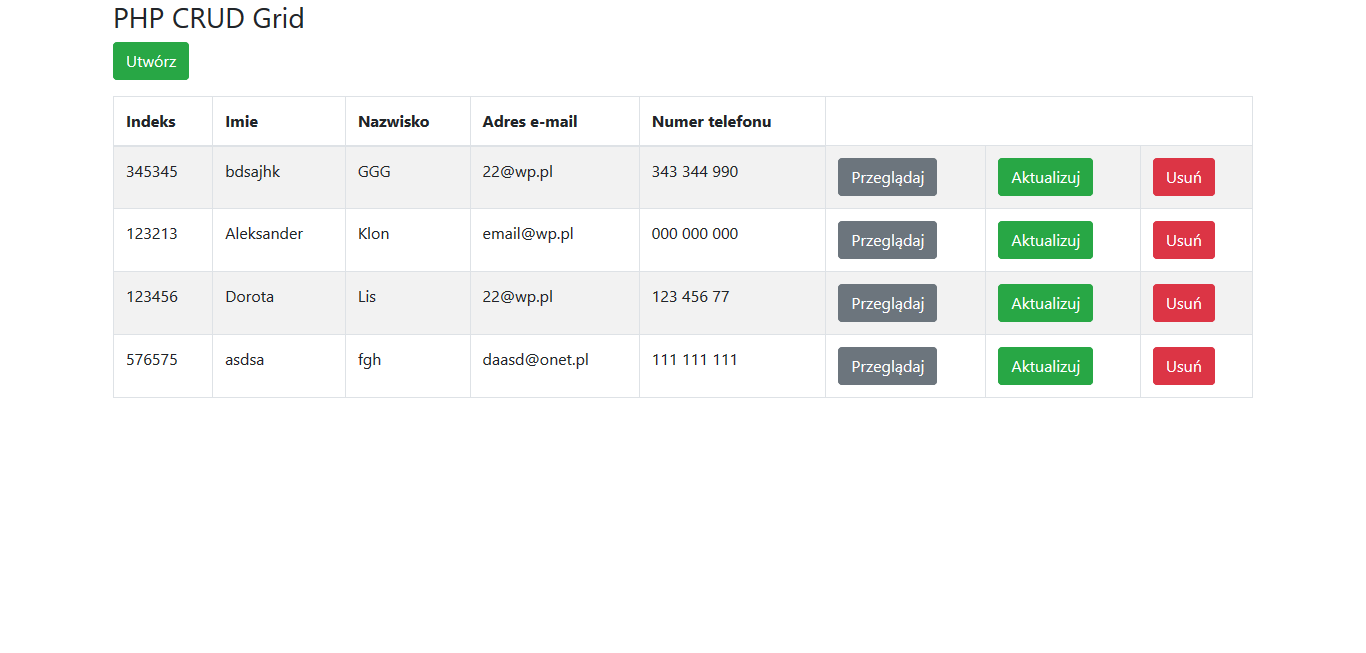 PHP CRUD Grid
Utwórz
Indeks Imie Nazwisko Adres e-mail Numer telefonu
345345 bdsajhk GGG 22@wp.pl 343 344 990 Przeglądaj Aktualizuj Usuń
123213 Aleksander Klon email@wp.pl 000 000 000 Przeglądaj Aktualizuj Usuń
123456 Dorota Lis 22@wp.pl 123 456 77 Przeglądaj Aktualizuj Usuń
576575 asdsa fgh daasd@onet.pl 111 111 111 Przeglądaj Aktualizuj Usuń